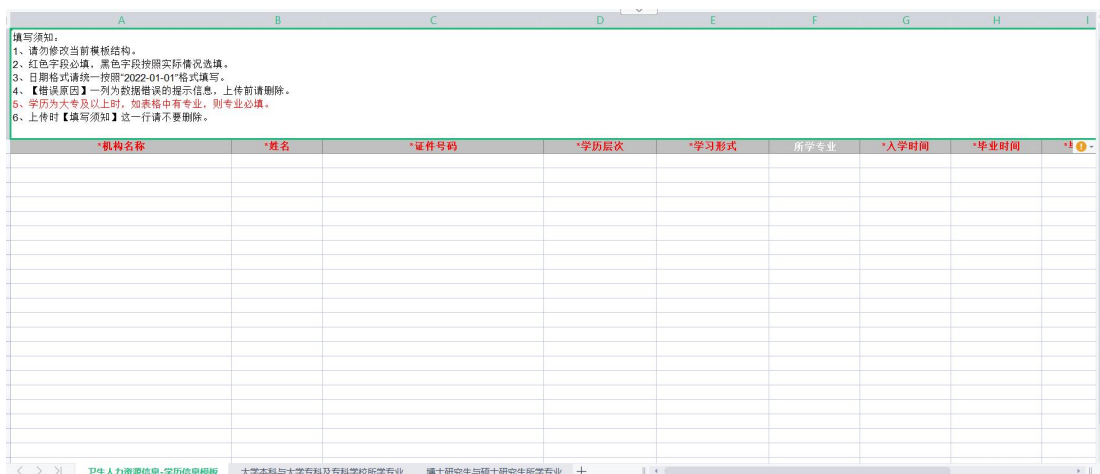 A B C D E F G H I
填写须知：
1、请勿修改当前模板结构。
2、红色字段必填，黑色字段按照实际情况选填。
3、日期格式请统一按照"2022-01-01"格式填写。
4、【错误原因】一列为数据错误的提示信息，上传前请删除。
5、学历为大专及以上时，如表格中有专业，则专业必填。
6、上传时【填写须知】这一行请不要删除。
*机构名称 *姓名 *证件号码 *学历层次 *学习形式 所学专业 *入学时间 *毕业时间
卫生人力资源信息-学历信息模板 大学本科与大学专科及专科学校所学专业 博士研究生与硕士研究生所学专业